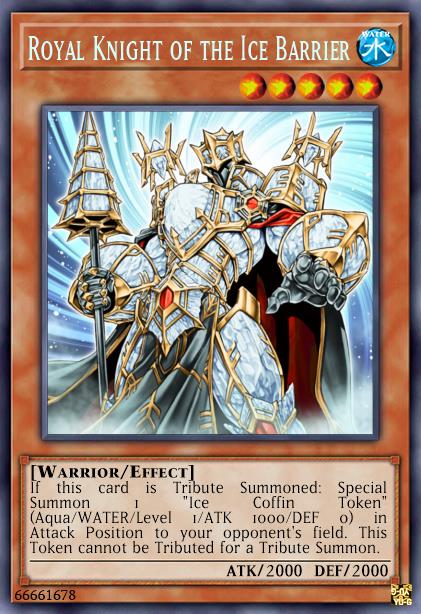 ROYAL KNIGHT OF THE ICE BARRIER
WATER
水
[WARRIOR/EFFECT]
If this card is Tribute Summoned: Special
Summon 1 "Ice Coffin Token"
(Aqua/WATER/Level 1/ATK 1000/DEF 0) in
Attack Position to your opponent's field. This
Token cannot be Tributed for a Tribute Summon.
ATK/2000 DEF/2000
66661678